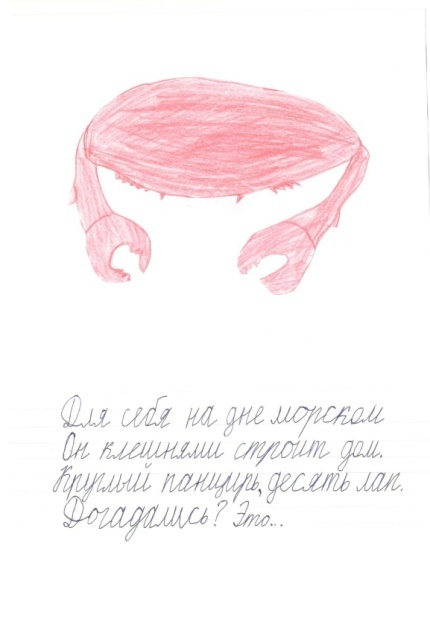 Для себя на дне морском
Он клешнями строит дом.
Круглый панцирь, десять лап.
Догадались? Это...